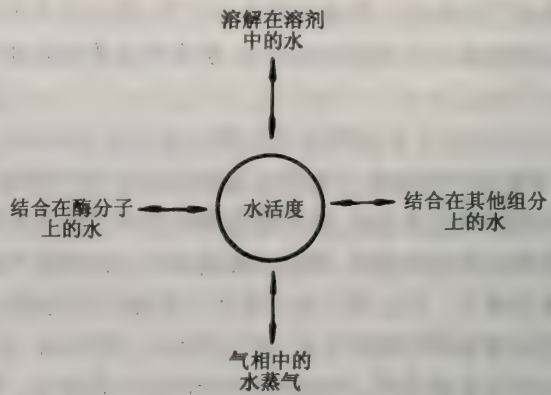 溶解在溶剂
中的水
结合在酶分子
上的水
水活度
结合在其他组分
上的水
气相中的
水蒸气